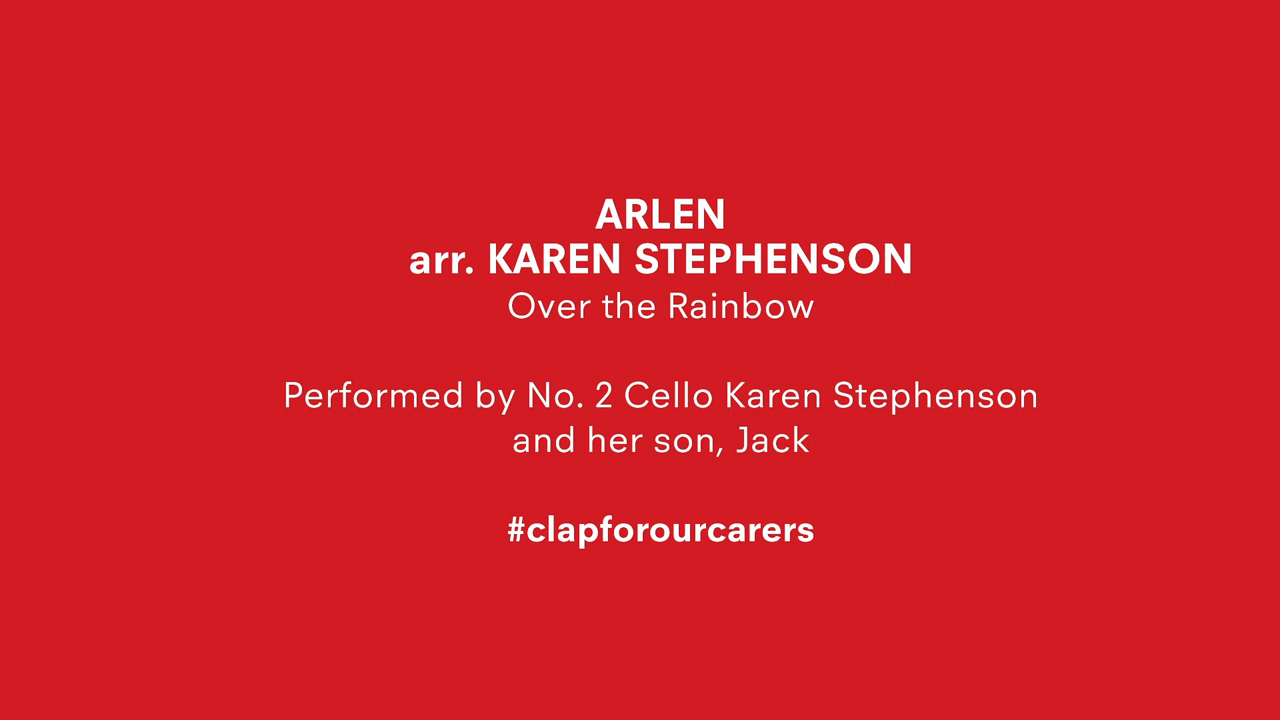 ARLEN
arr. KAREN STEPHENSON
Over the Rainbow
Performed by No. 2 Cello Karen Stephenson
and her son, Jack
#clapforourcarers